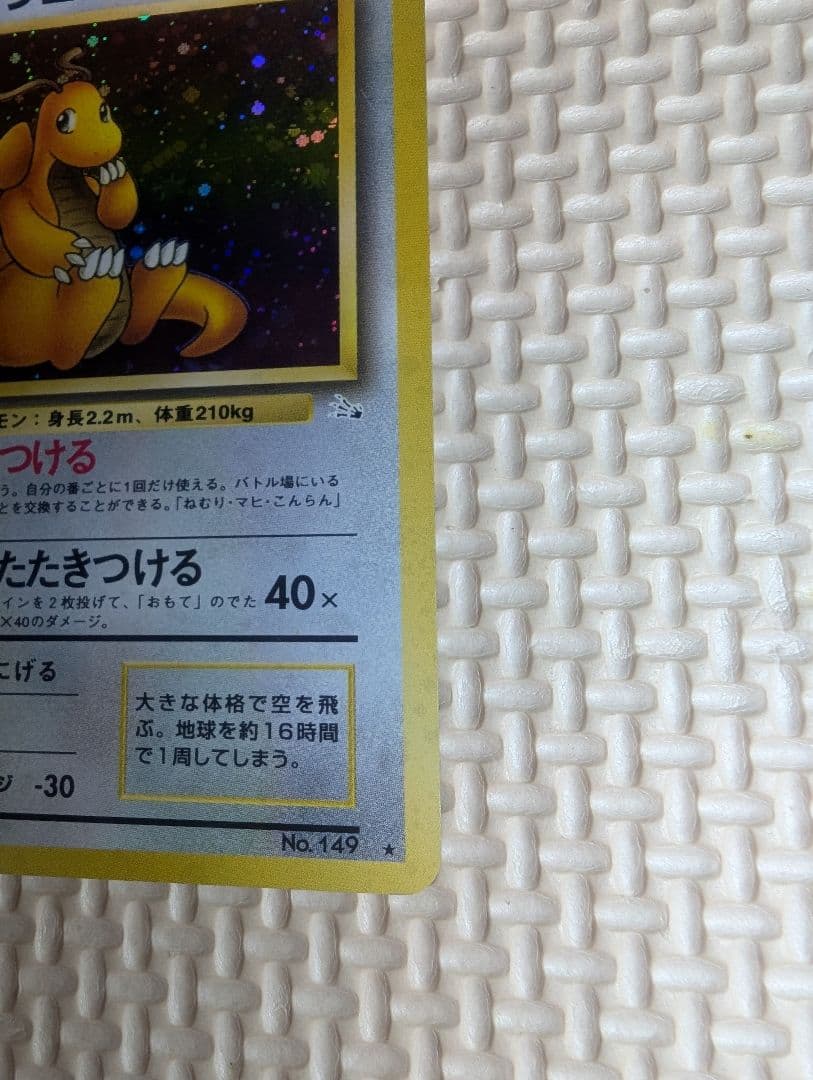 モン：身長2.2m、体重210kg
つける
う。自分の番ごとに1回だけ使える。バトル場にいる
とを交換することができる。「ねむり・マヒ・こんらん」
たたきつける
インを2枚投げて、「おもて」のでた
×40のダメージ。
40×
にげる
大きな体格で空を飛
ぶ。地球を約16時間
で1周してしまう。
ジ -30
No.149 ★